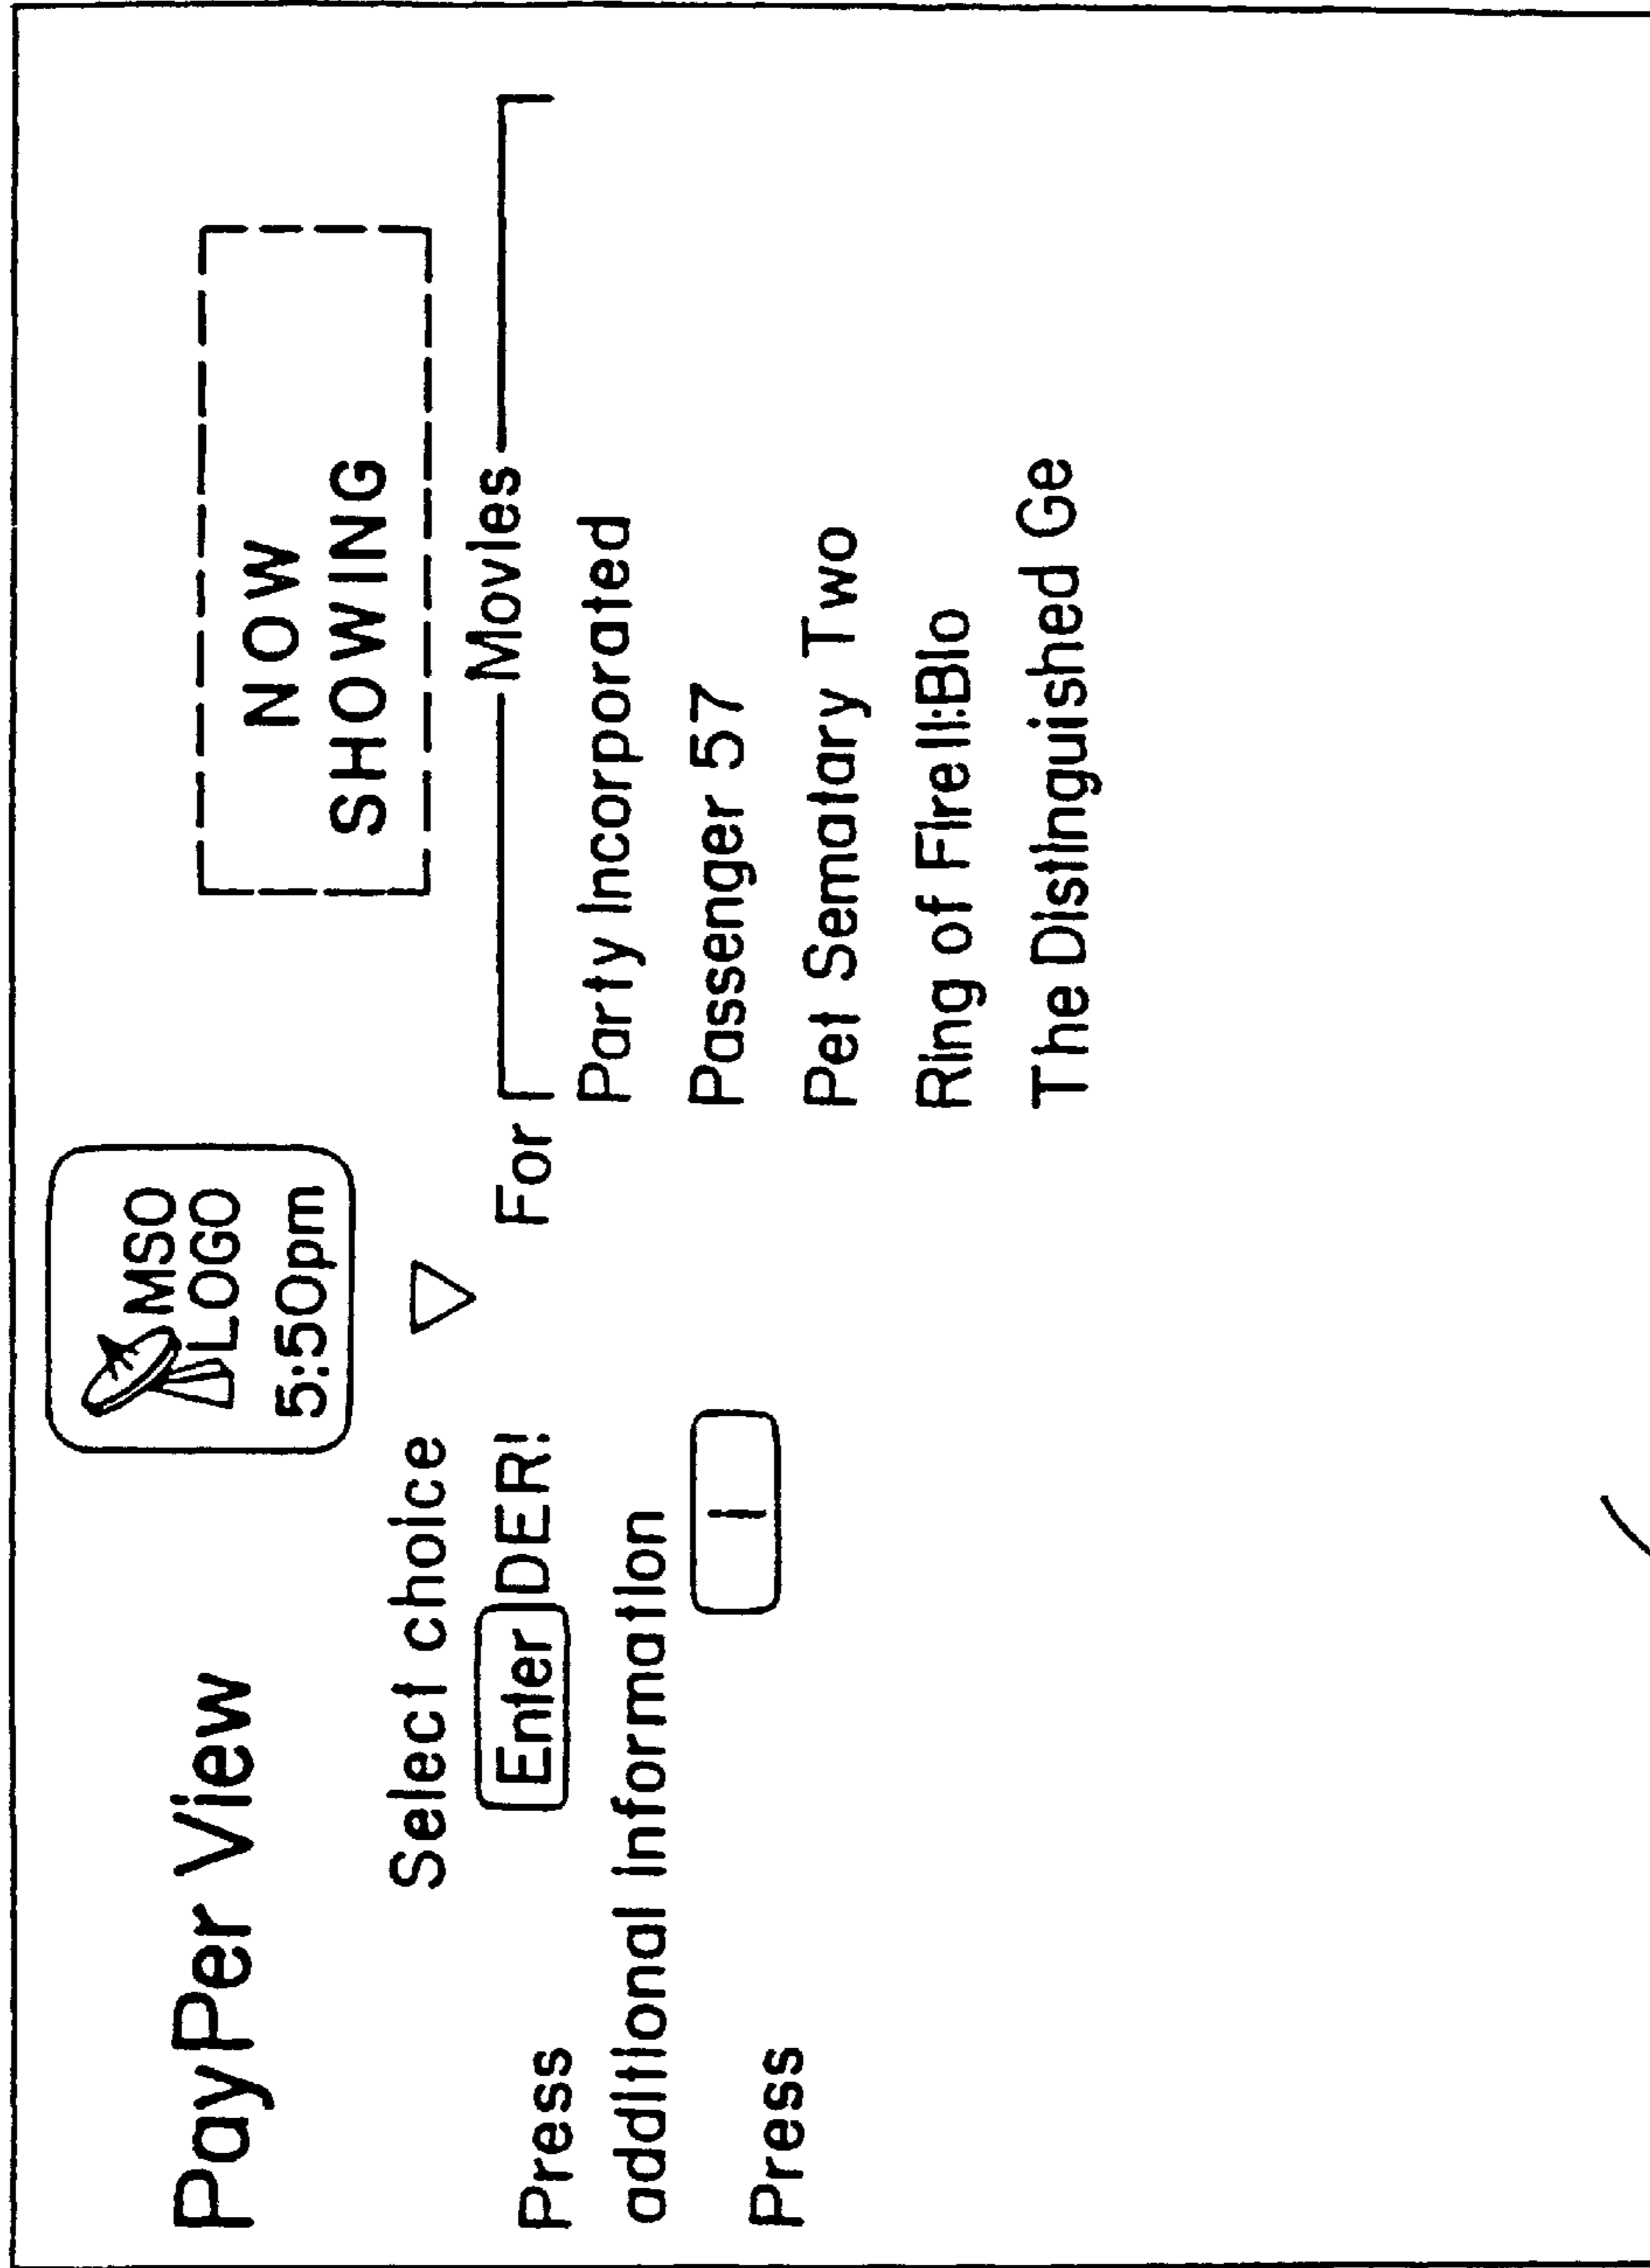 PayPer View
MSO
LOGO
5:50pm
NOW
SHOWING
Select choice
Press Enter DER! For
additional Information
Press I
Movies
Party Incorporated
Passenger 57
Pet Sematary Two
Ring of Fire II:Blo
The Distinguished Ge